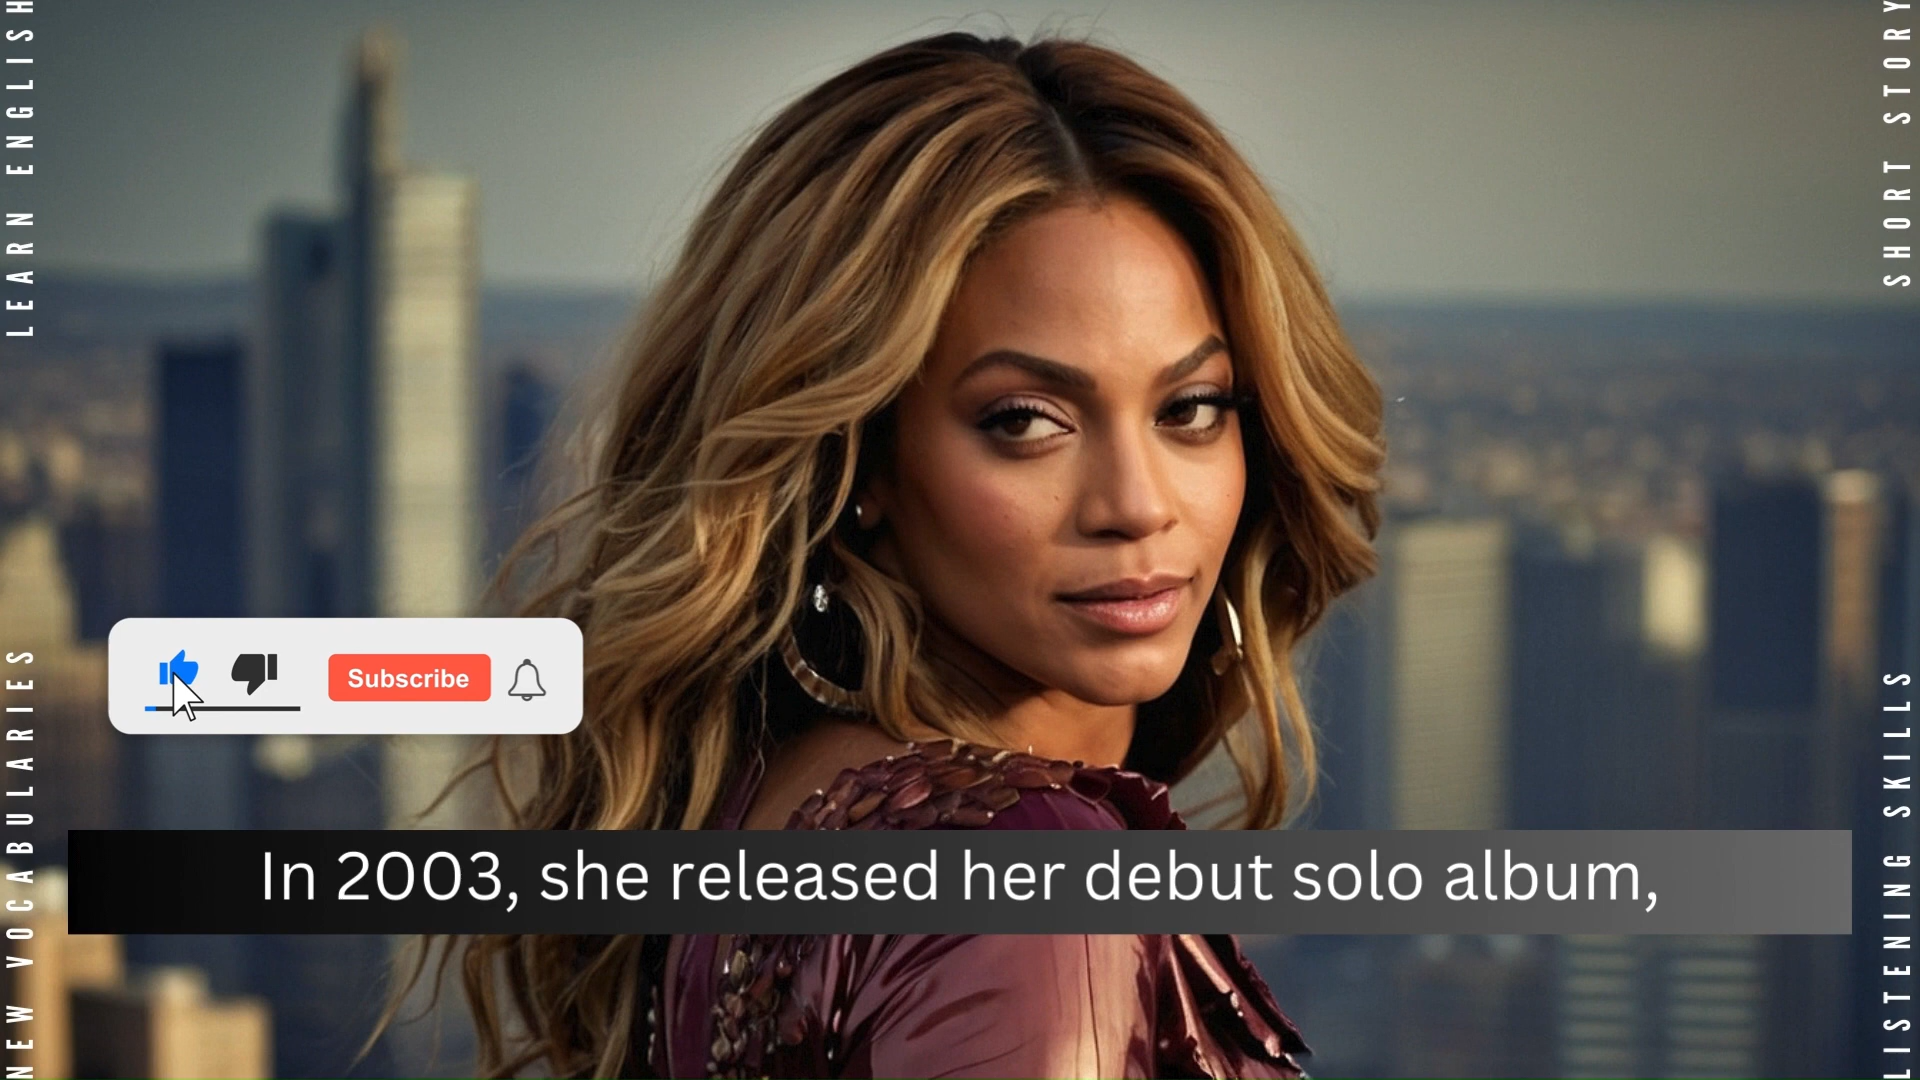 LEARN ENGLISH
SHORT STORY
NEW VOCABULARIES
LISTENING SKILLS
Subscribe
In 2003, she released her debut solo album,